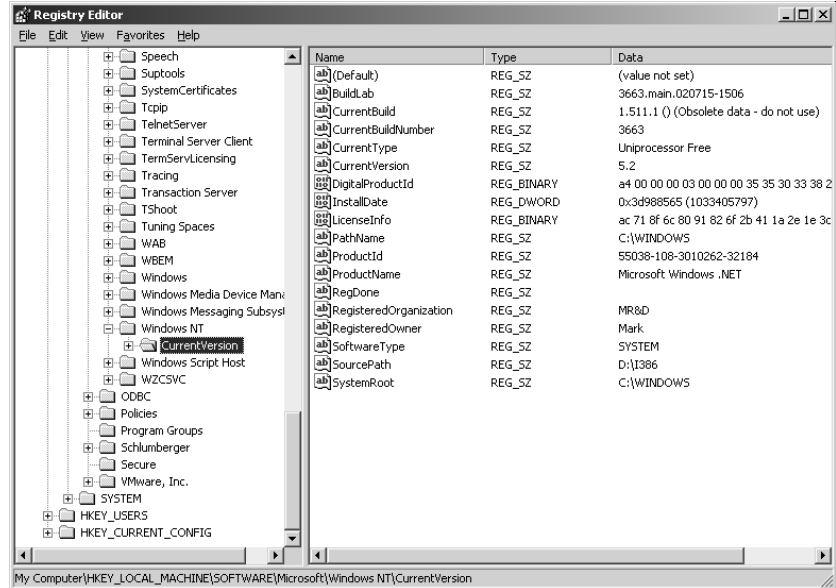 Registry Editor
File Edit View Favorites Help
Speech
Suptools
SystemCertificates
Tcpip
TelnetServer
Terminal Server Client
TermServLicensing
Tracing
Transaction Server
TShoot
Tuning Spaces
WAB
WBEM
Windows
Windows Media Device Mana
Windows Messaging Subsyst
Windows NT
CurrentVersion
Windows Script Host
WZCSVC
ODBC
Policies
Program Groups
Schlumberger
Secure
VMware, Inc.
SYSTEM
HKEY_USERS
HKEY_CURRENT_CONFIG
Name Type Data
(Default) REG_SZ (value not set)
BuildLab REG_SZ 3663.main.020715-1506
CurrentBuild REG_SZ 1.511.1 () (Obsolete data - do not use)
CurrentBuildNumber REG_SZ 3663
CurrentType REG_SZ Uniprocessor Free
CurrentVersion REG_SZ 5.2
DigitalProductId REG_BINARY a4 00 00 00 03 00 00 00 35 35 30 33 38 2
InstallDate REG_DWORD 0x3d988565 (1033405797)
LicenseInfo REG_BINARY ac 71 8f 6c 80 91 82 6f 2b 41 1a 2e 1e 3c
PathName REG_SZ C:\WINDOWS
ProductId REG_SZ 55038-108-3010262-32184
ProductName REG_SZ Microsoft Windows .NET
RegDone REG_SZ
RegisteredOrganization REG_SZ MR&D
RegisteredOwner REG_SZ Mark
SoftwareType REG_SZ SYSTEM
SourcePath REG_SZ D:\I386
SystemRoot REG_SZ C:\WINDOWS
My Computer\HKEY_LOCAL_MACHINE\SOFTWARE\Microsoft\Windows NT\CurrentVersion